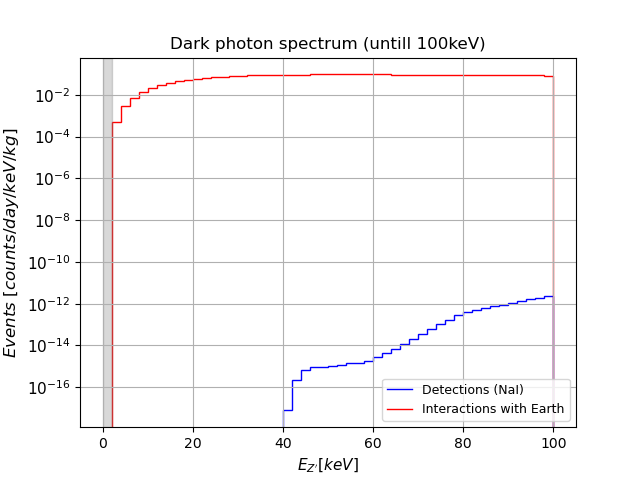 Dark photon spectrum (untill 100keV)
Events [counts/day/keV/kg]
10⁻²
10⁻⁴
10⁻⁶
10⁻⁸
10⁻¹⁰
10⁻¹²
10⁻¹⁴
10⁻¹⁶
Detections (NaI)
Interactions with Earth
0 20 40 60 80 100
E_{Z'}[keV]